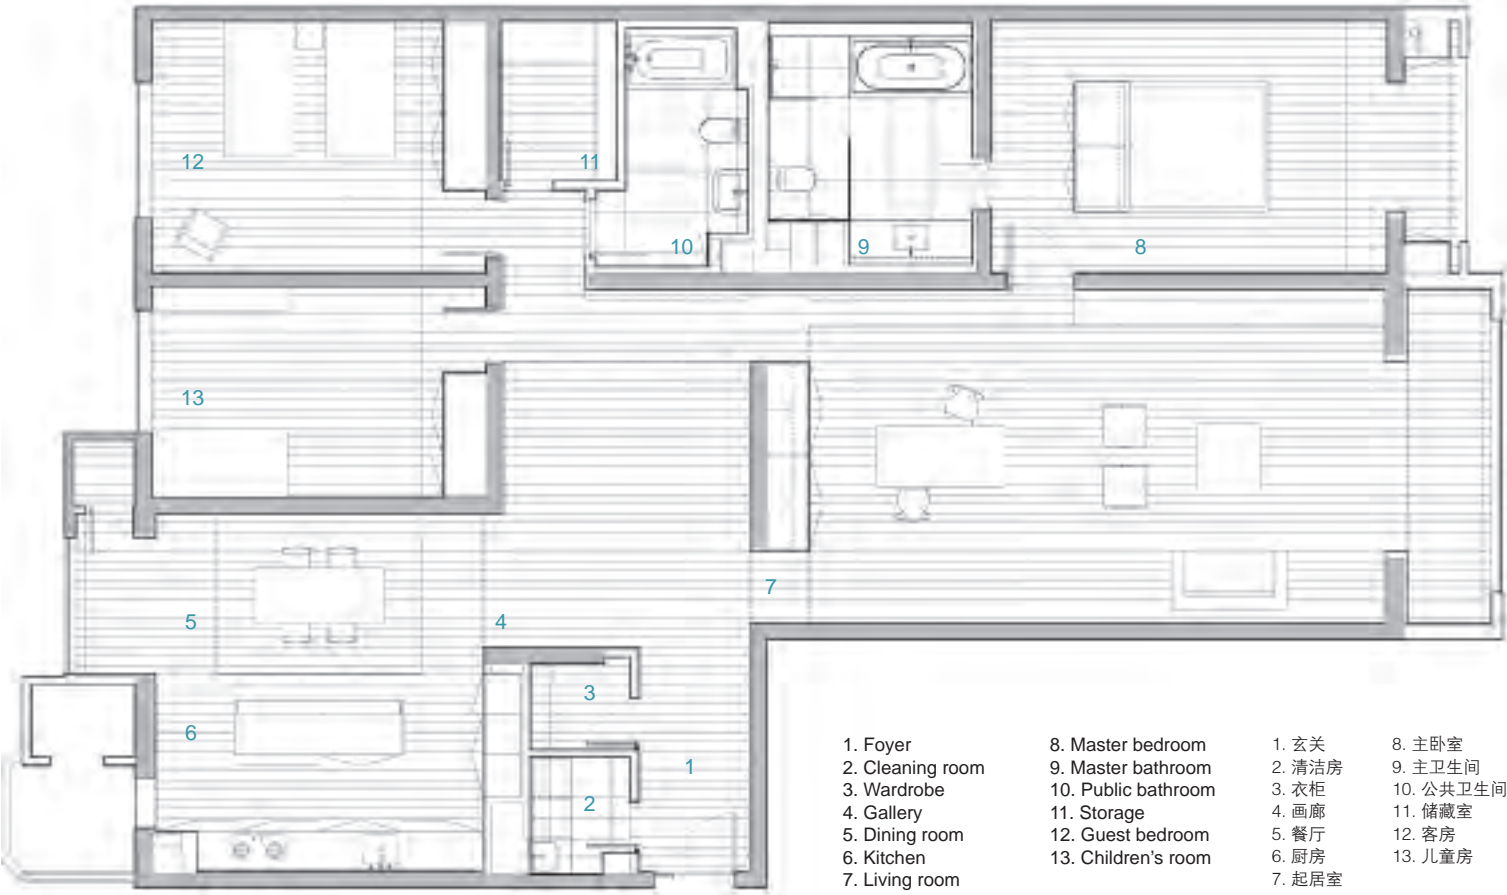 12
11
10
9
8
13
7
5
4
3
6
1
2
1. Foyer
2. Cleaning room
3. Wardrobe
4. Gallery
5. Dining room
6. Kitchen
7. Living room
8. Master bedroom
9. Master bathroom
10. Public bathroom
11. Storage
12. Guest bedroom
13. Children's room
1. 玄关
2. 清洁房
3. 衣柜
4. 画廊
5. 餐厅
6. 厨房
7. 起居室
8. 主卧室
9. 主卫生间
10. 公共卫生间
11. 储藏室
12. 客房
13. 儿童房